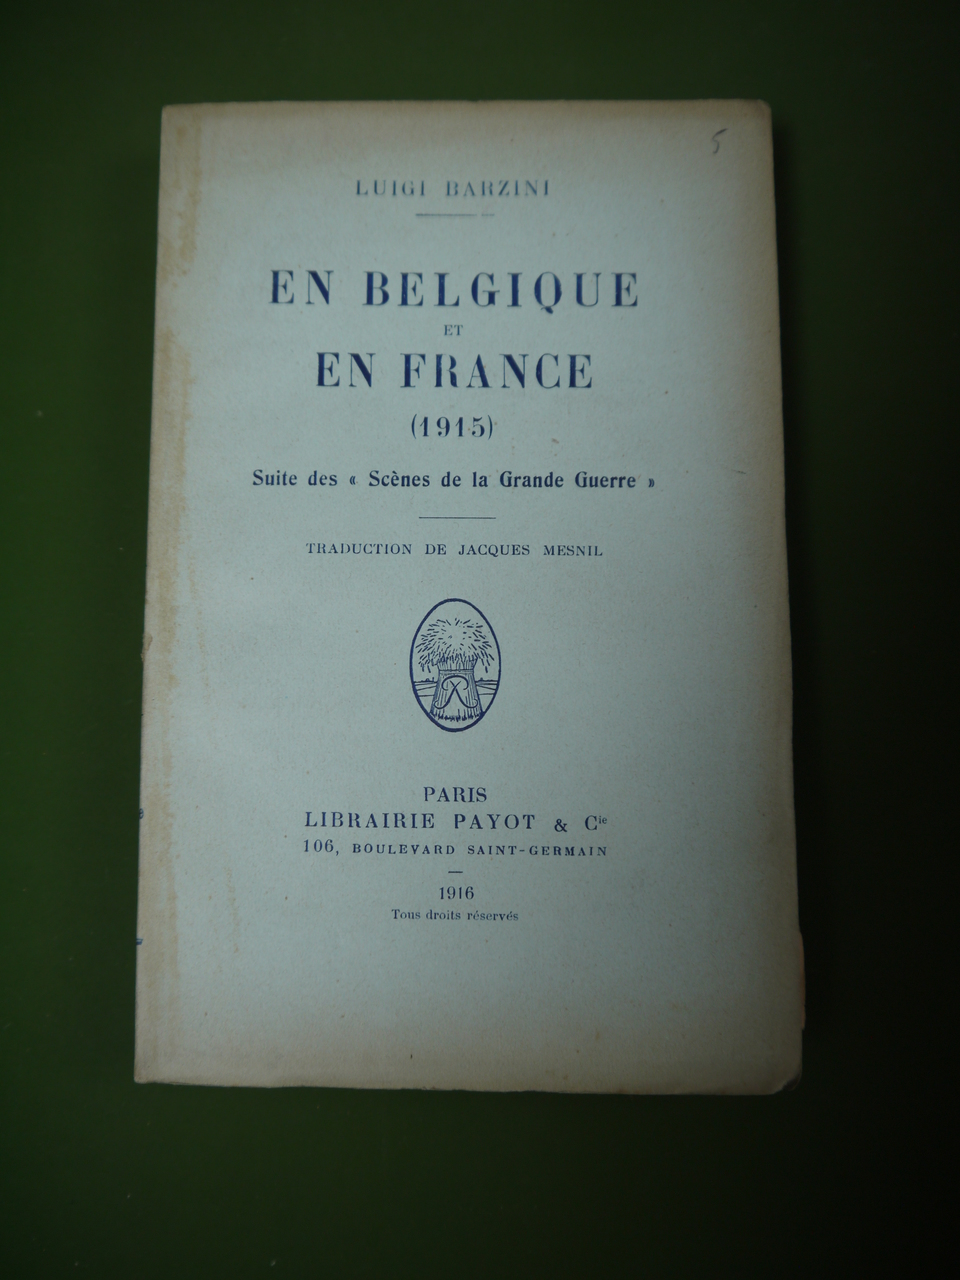 5
LUIGI BARZINI
EN BELGIQUE
ET
EN FRANCE
(1915)
Suite des « Scènes de la Grande Guerre »
TRADUCTION DE JACQUES MESNIL
PARIS
LIBRAIRIE PAYOT & Cie
106, BOULEVARD SAINT-GERMAIN
1916
Tous droits réservés